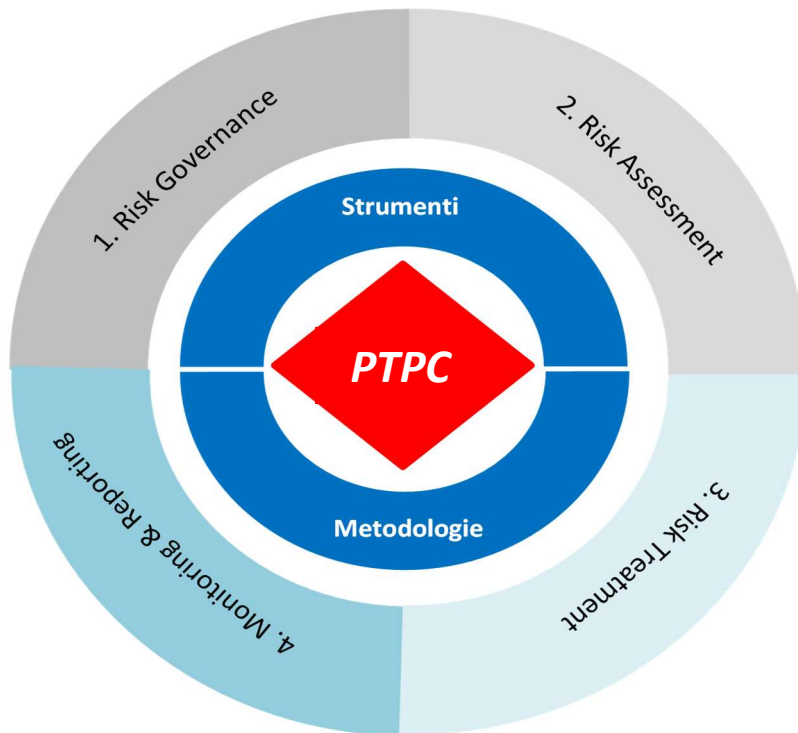 1. Risk Governance
2. Risk Assessment
Strumenti
PTPC
Metodologie
3. Risk Treatment
4. Monitoring & Reporting